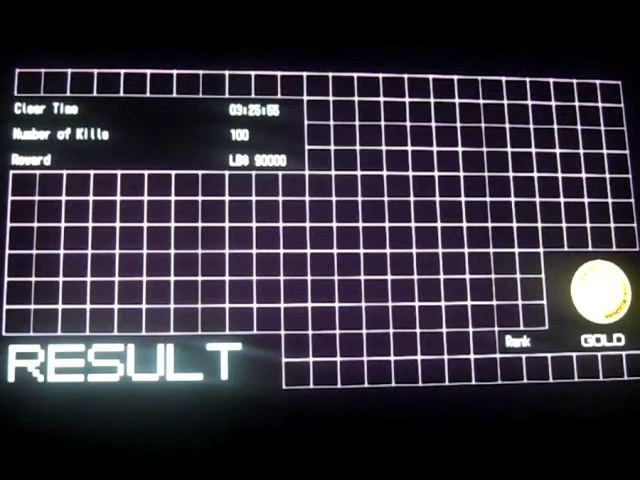 Clear Time 03:25:55
Number of Kills 100
Reward LB$ 90000
Rank GOLD
RESULT